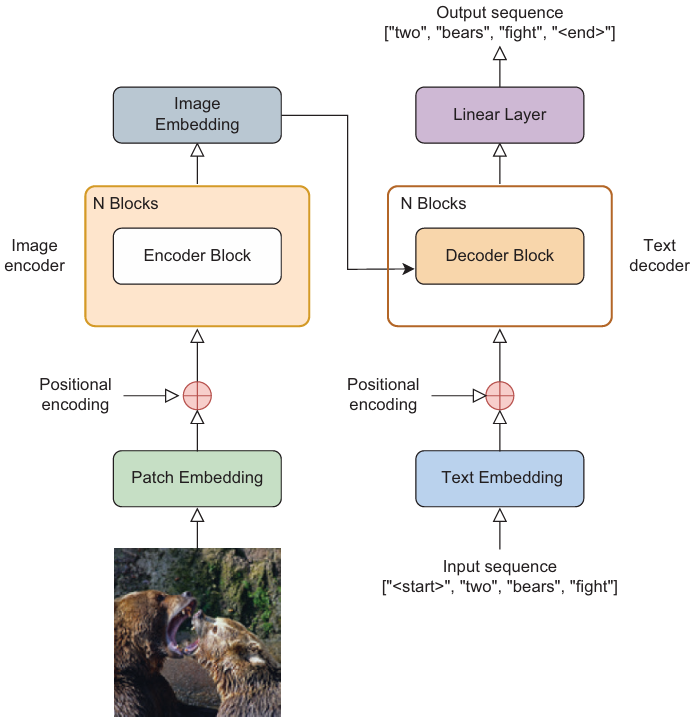 Output sequence
["two", "bears", "fight", "<end>"]
Image
Embedding
Linear Layer
N Blocks
N Blocks
Image
encoder
Encoder Block
Decoder Block
Text
decoder
Positional
encoding
Positional
encoding
Patch Embedding
Text Embedding
Input sequence
["<start>", "two", "bears", "fight"]